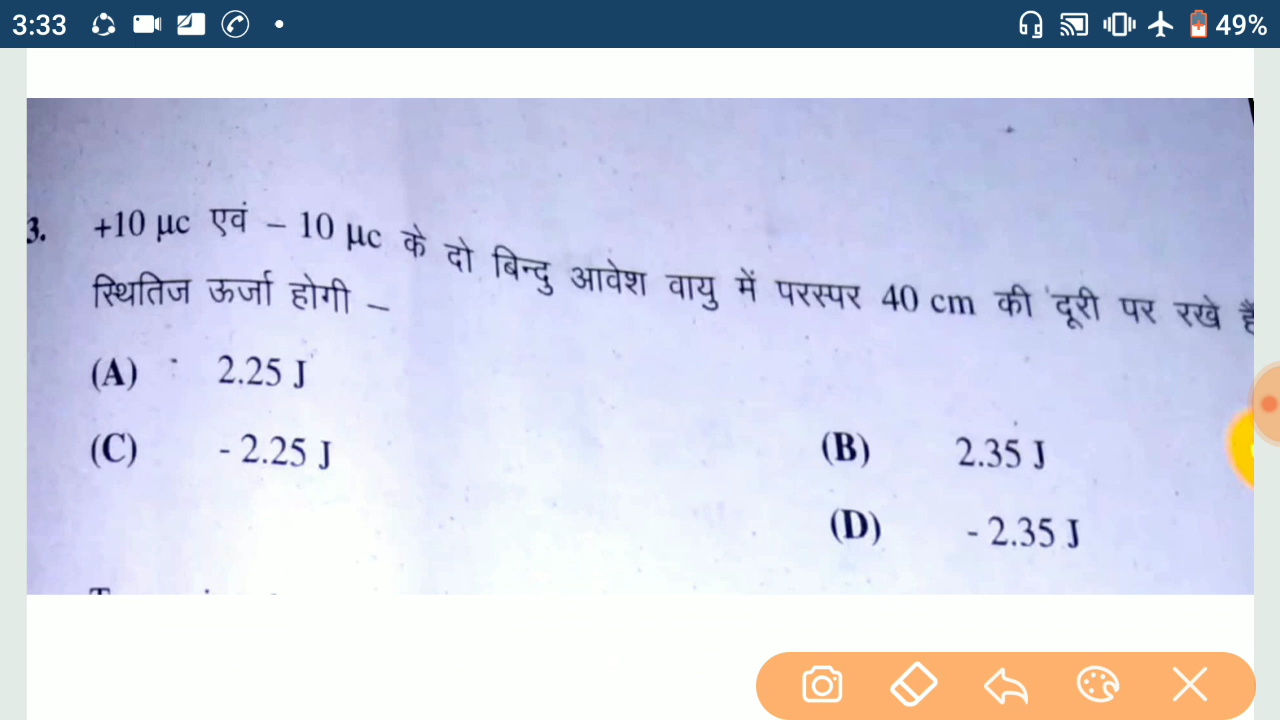 3:33
49%
3. +10 μc एवं – 10 μc के दो बिन्दु आवेश वायु में परस्पर 40 cm की दूरी पर रखे हैं
स्थितिज ऊर्जा होगी –
(A) 2.25 J
(B) 2.35 J
(C) - 2.25 J
(D) - 2.35 J